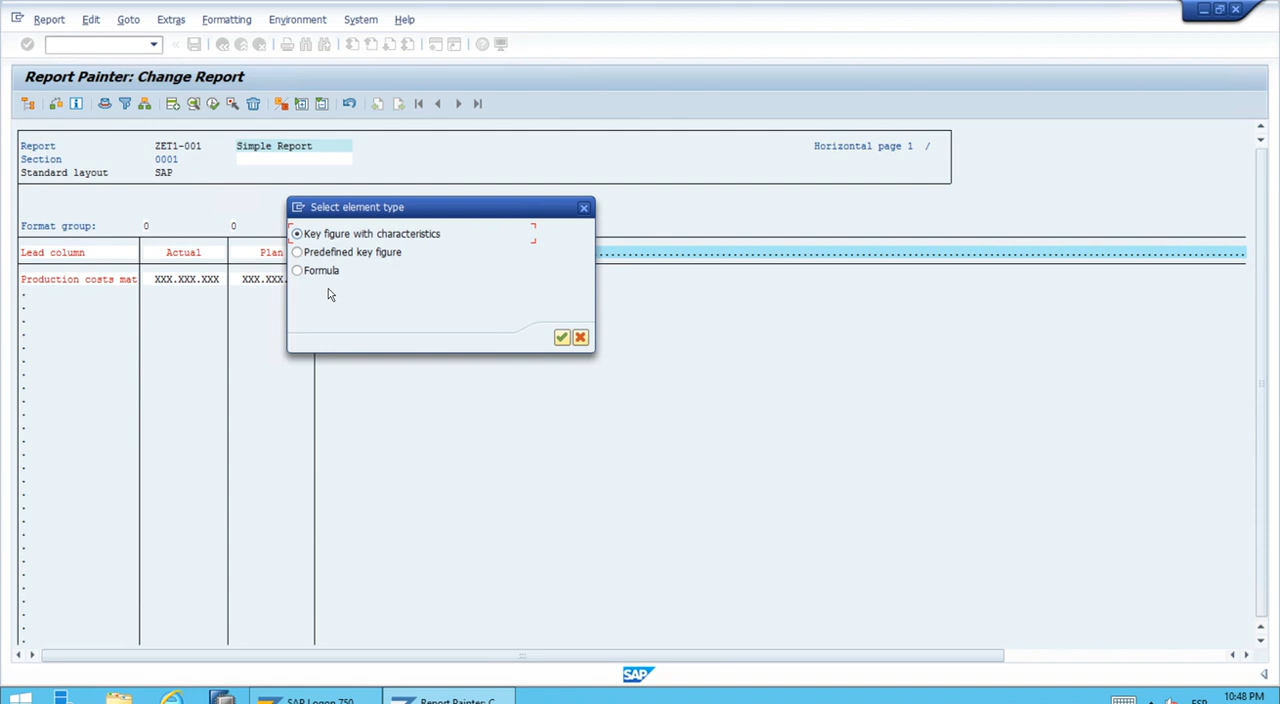 Report Edit Goto Extras Formatting Environment System Help
Report Painter: Change Report
Report ZET1-001 Simple Report Horizontal page 1 /
Section 0001
Standard layout SAP
Select element type
Key figure with characteristics
Format group: 0 0
Lead column Actual Plan
Predefined key figure
Formula
Production costs mat XXX.XXX.XXX XXX.XXX.
SAP
SAP Logon 750
Report Painter: C...
ESP
10:48 PM